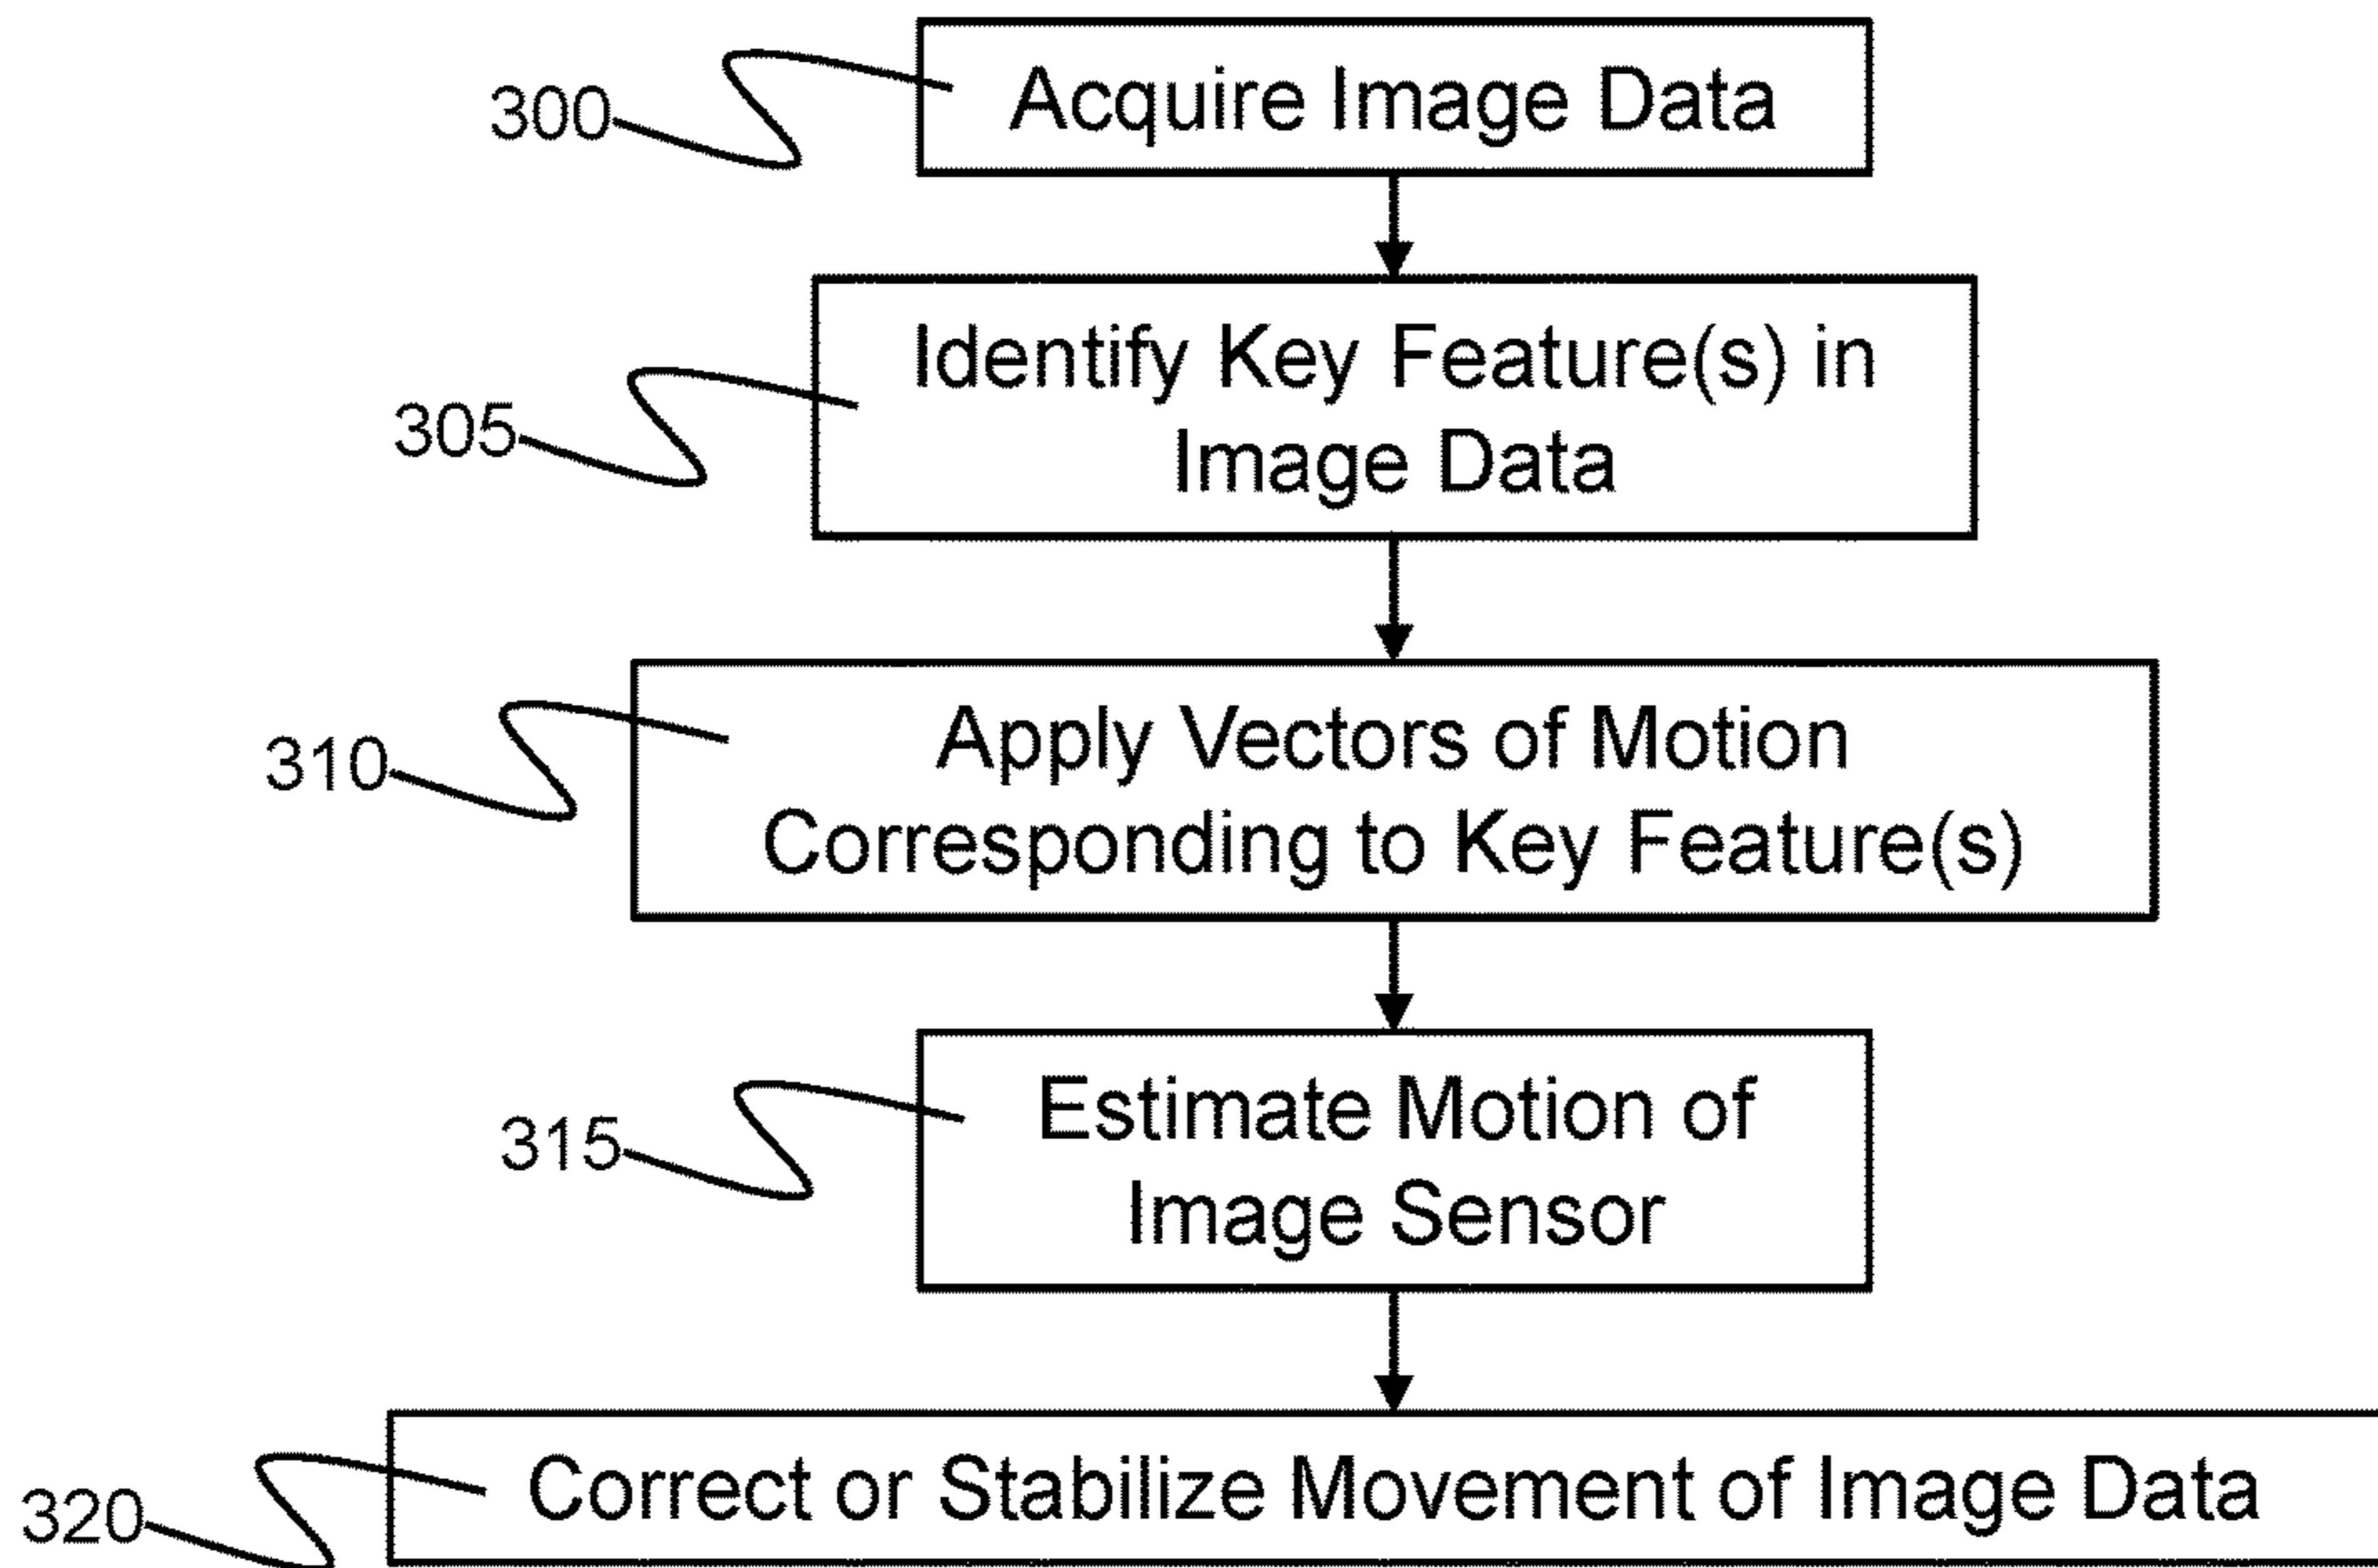 Acquire Image Data
300
Identify Key Feature(s) in
Image Data
305
Apply Vectors of Motion
Corresponding to Key Feature(s)
310
Estimate Motion of
Image Sensor
315
Correct or Stabilize Movement of Image Data
320